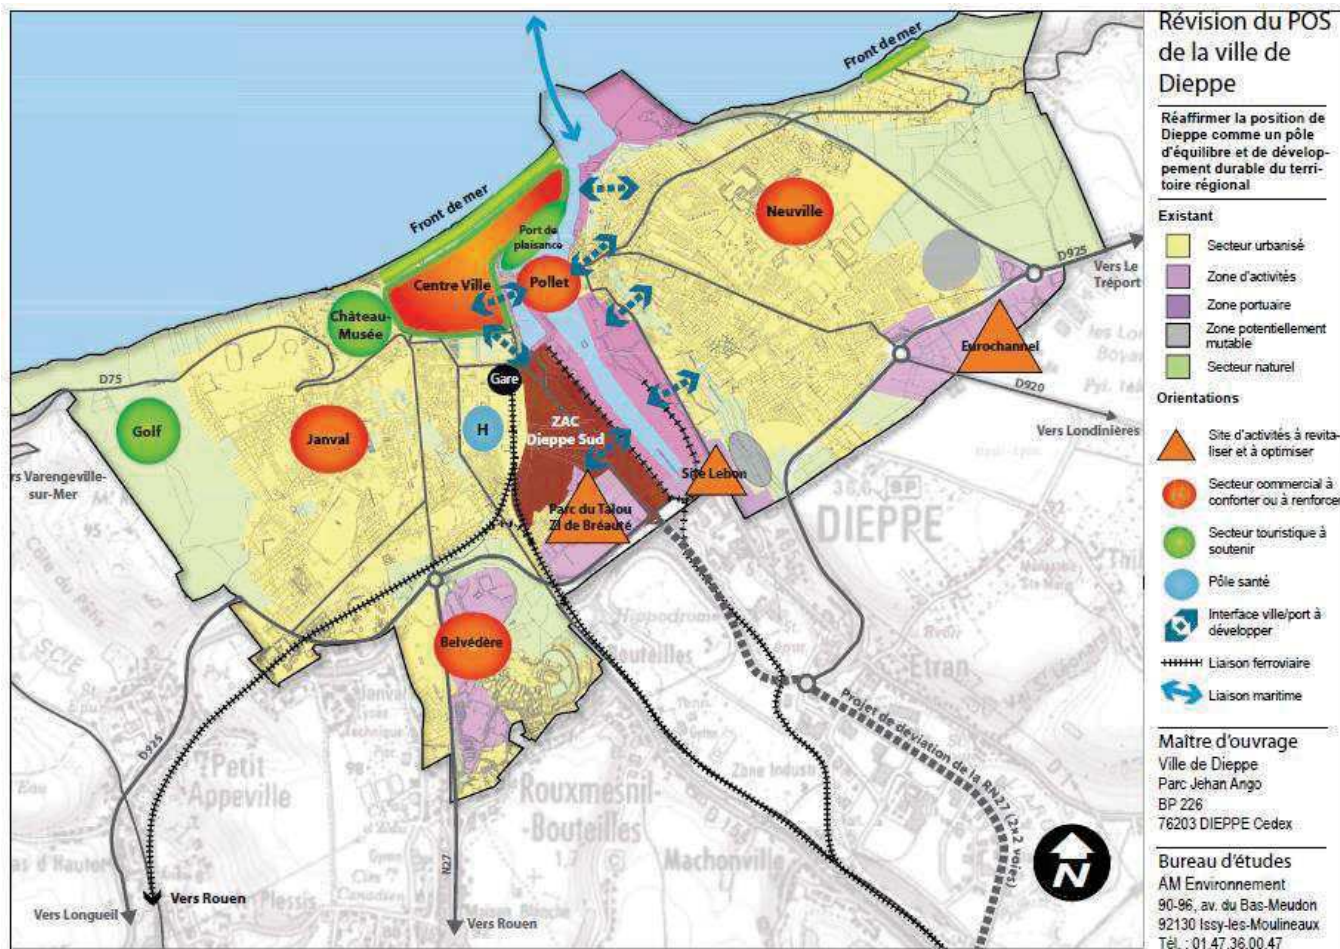 Révision du POS
de la ville de
Dieppe
Réaffirmer la position de
Dieppe comme un pôle
d'équilibre et de dévelop-
pement durable du terri-
toire régional
Existant
Secteur urbanisé
Zone d'activités
Zone portuaire
Zone potentiellement
mutable
Secteur naturel
Orientations
Site d'activités à revita-
liser et à optimiser
Secteur commercial à
conforter ou à renforcer
Secteur touristique à
soutenir
Pôle santé
Interface ville/port à
développer
Liaison ferroviaire
Liaison maritime
Maître d'ouvrage
Ville de Dieppe
Parc Jehan Ango
BP 226
76203 DIEPPE Cedex
Bureau d'études
AM Environnement
90-96, av. du Bas-Meudon
92130 Issy-les-Moulineaux
Tél. : 01 47 36 00 47
Front de mer
Front de mer
Neuville
Port de
plaisance
Pollet
Centre Ville
Château-
Musée
D925
Vers Le
Tréport
Eurochannel
D920
Vers Londinières
D75
Gare
Golf
Janval
H
ZAC
Dieppe Sud
Site Lebon
Parc du Talou
ZI de Bréauté
rs Varengeville-
sur-Mer
DIEPPE
Hippodrome
Bouteilles
Etran
Belvédère
Projet de déviation de la RN27 (2x2 voies)
D925
Petit
Appeville
Janval
Technique
98
Zone Indust
Rouxmesnil-
-Bouteilles
Machonville
N27
N
Plessis
Vers Rouen
Vers Longueil
Vers Rouen